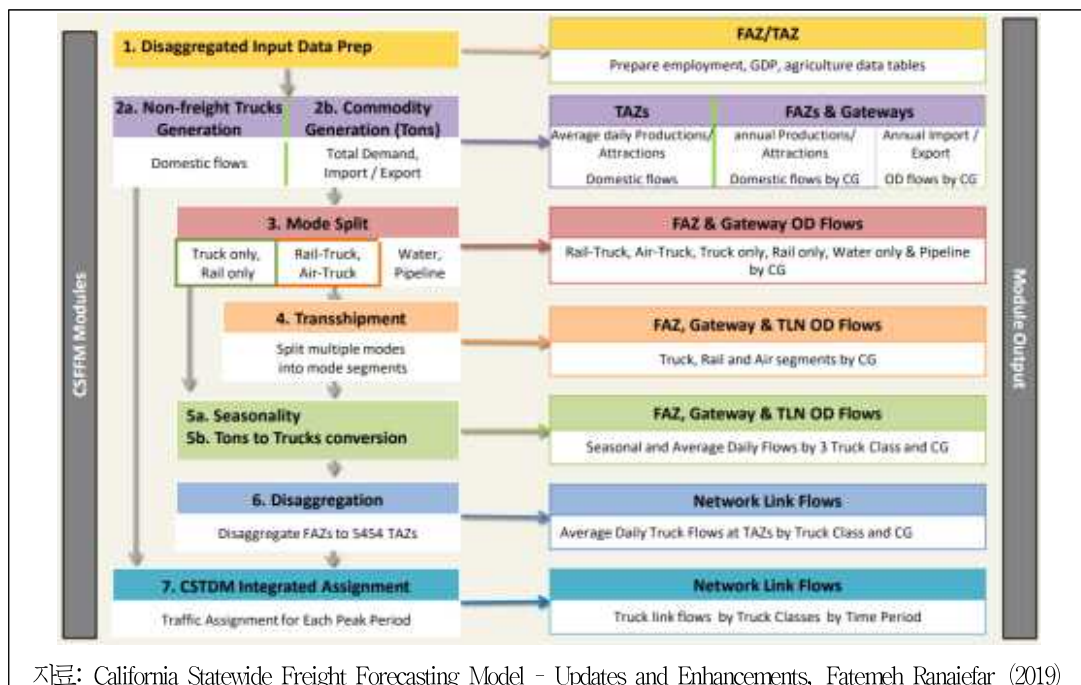 CSFFM Modules
1. Disaggregated Input Data Prep
FAZ/TAZ
Prepare employment, GDP, agriculture data tables
2a. Non-freight Trucks
Generation
Domestic flows
2b. Commodity
Generation (Tons)
Total Demand,
Import / Export
TAZs
Average daily Productions/
Attractions
Domestic flows
FAZs & Gateways
annual Productions/
Attractions
Domestic flows by CG
Annual Import /
Export
OD flows by CG
3. Mode Split
Truck only,
Rail only
Rail-Truck,
Air-Truck
Water,
Pipeline
FAZ & Gateway OD Flows
Rail-Truck, Air-Truck, Truck only, Rail only, Water only & Pipeline
by CG
4. Transshipment
Split multiple modes
into mode segments
FAZ, Gateway & TLN OD Flows
Truck, Rail and Air segments by CG
5a. Seasonality
5b. Tons to Trucks conversion
FAZ, Gateway & TLN OD Flows
Seasonal and Average Daily Flows by 3 Truck Class and CG
6. Disaggregation
Disaggregate FAZs to 5454 TAZs
Network Link Flows
Average Daily Truck Flows at TAZs by Truck Class and CG
7. CSTDM Integrated Assignment
Traffic Assignment for Each Peak Period
Network Link Flows
Truck link flows by Truck Classes by Time Period
Module Output
자료: California Statewide Freight Forecasting Model - Updates and Enhancements, Fatemeh Ranaiefar (2019)